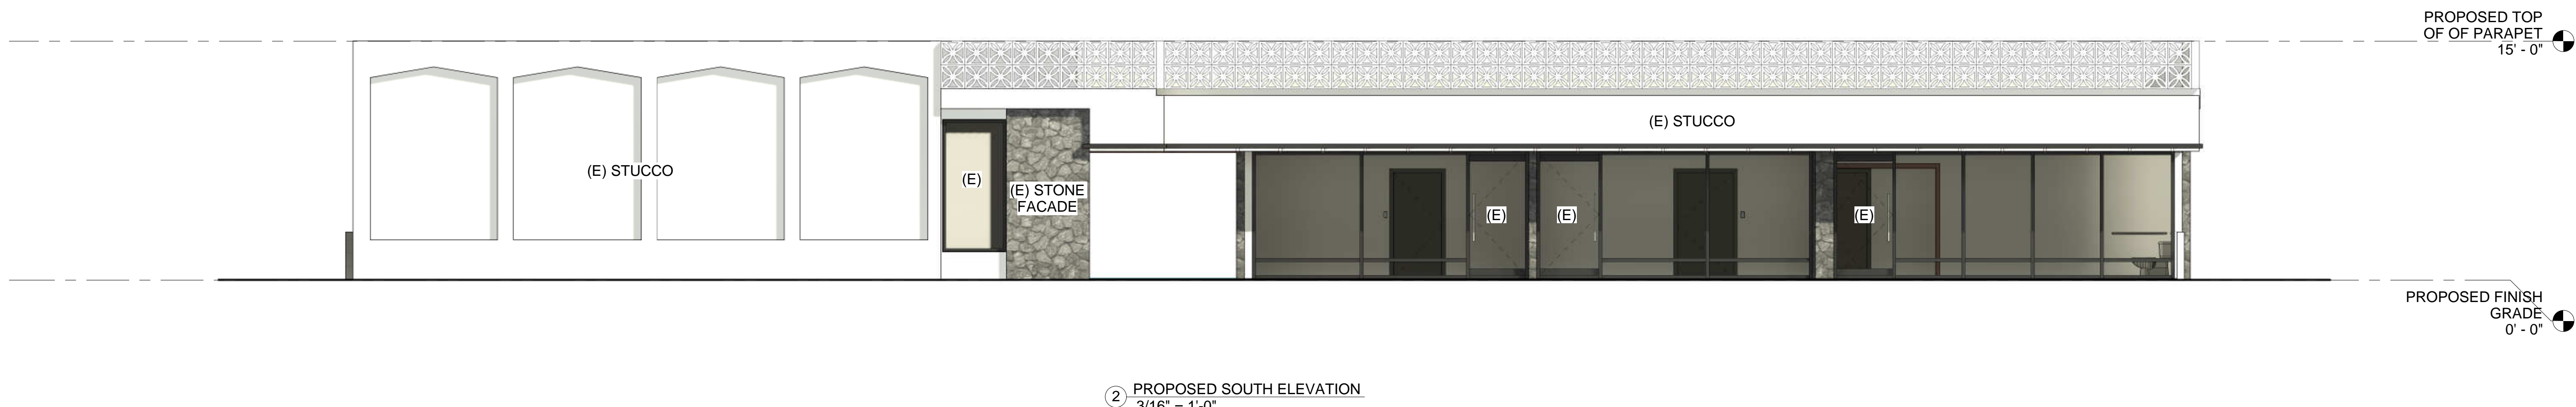 PROPOSED TOP
OF OF PARAPET
15' - 0"
(E) STUCCO
(E) STUCCO
(E)
(E) STONE
FACADE
(E)
(E)
(E)
PROPOSED FINISH
GRADE
0' - 0"
2 PROPOSED SOUTH ELEVATION
3/16" = 1'-0"